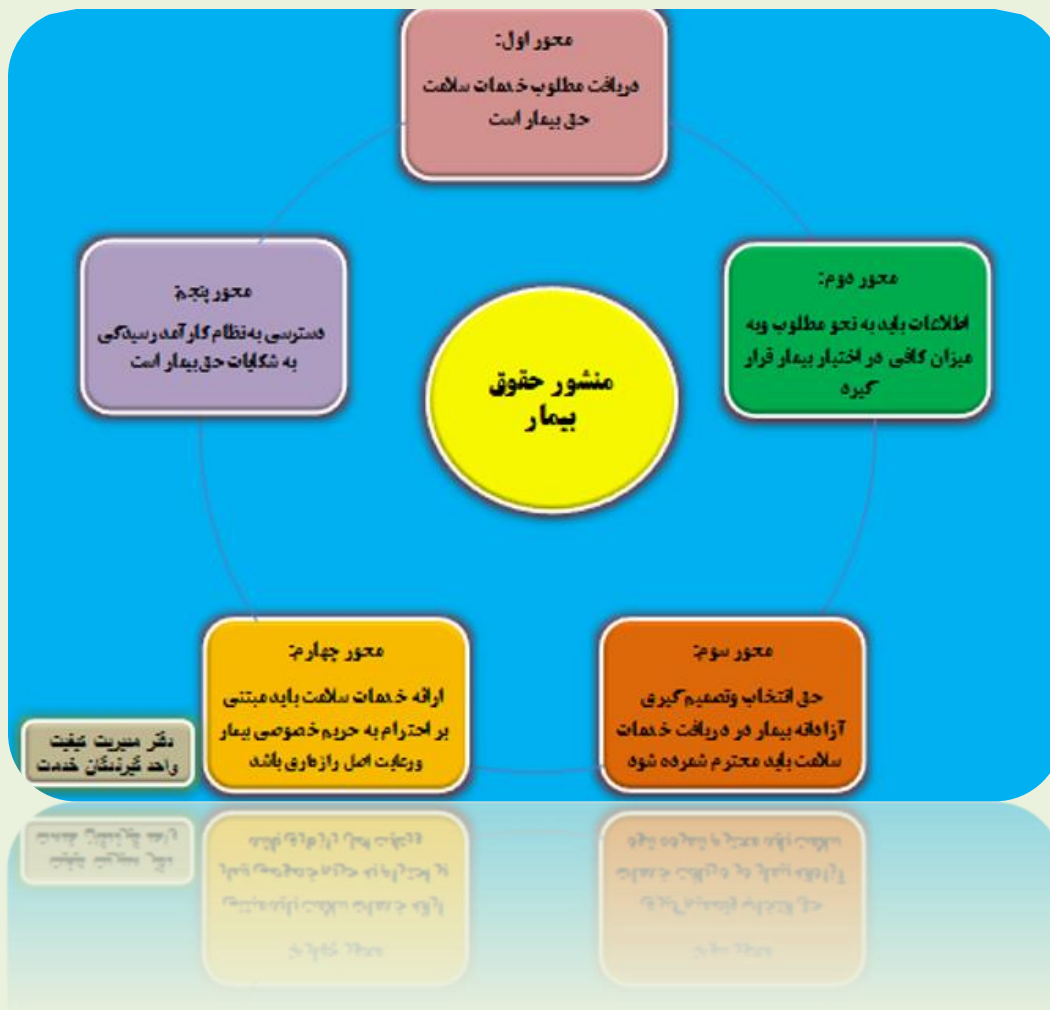 محور اول:
دریافت مطلوب خدمات سلامت
حق بیمار است
محور دوم:
اطلاعات باید به نحو مطلوب وبه
میزان کافی در اختیار بیمار قرار
گیرد
محور سوم:
حق انتخاب وتصمیم گیری
آزادانه بیمار در دریافت خدمات
سلامت باید محترم شمرده شود
محور چهارم:
ارائه خدمات سلامت باید مبتنی
بر احترام به حریم خصوصی بیمار
ورعایت اصل رازداری باشد
محور پنجم:
دسترسی به نظام کارآمد رسیدگی
به شکایات حق بیمار است
منشور حقوق
بیمار
دفتر مدیریت کیفیت
واحد گیرندگان خدمت